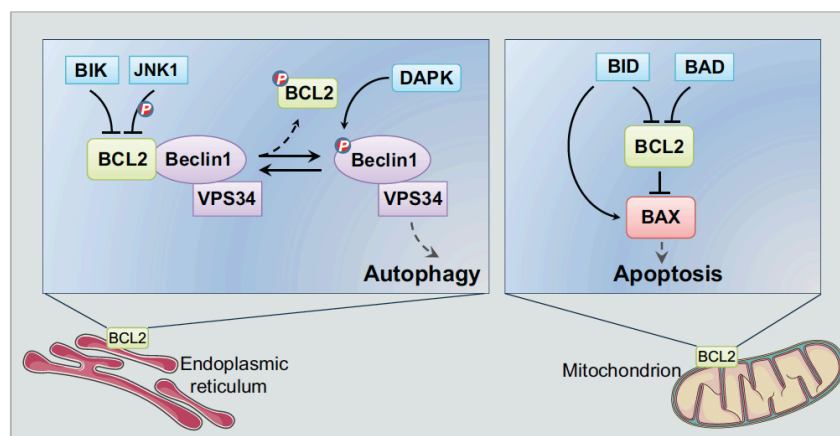 BIK
JNK1
P
BCL2
Beclin1
VPS34
P
BCL2
DAPK
P
Beclin1
VPS34
Autophagy
BID
BAD
BCL2
BAX
Apoptosis
BCL2
Endoplasmic
reticulum
Mitochondrion
BCL2